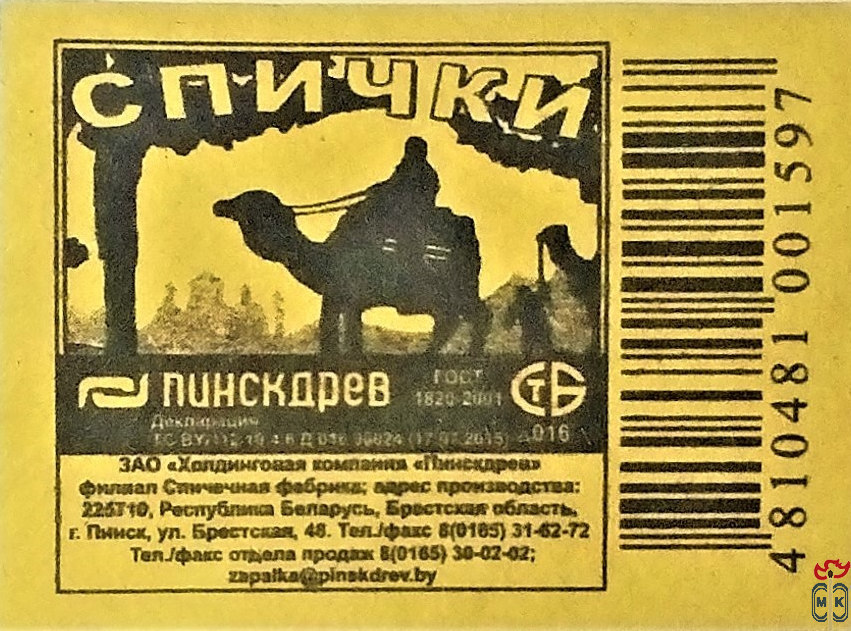 СПИЧКИ
ПИНСКДРЕВ
ГОСТ
1820-2001
СТБ
016
Декларация
ЗАО «Холдинговая компания «Пинскдрев»
филиал Спичечная фабрика; адрес производства:
225710, Республика Беларусь, Брестская область,
г. Пинск, ул. Брестская, 48. Тел./факс 8(0165) 31-62-72
Тел./факс отдела продаж 8(0165) 30-02-02;
zapalka@pinskdrev.by
4 810481 001597
МК